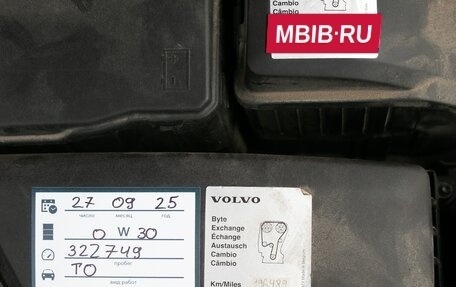 Cambio
Câmbio
MBIB.RU
27 09 25
число месяц год
0 W 30
322749
пробег
ТО
вид работ
VOLVO
Byte
Exchange
Échange
Austausch
Cambio
Câmbio
Km/Miles